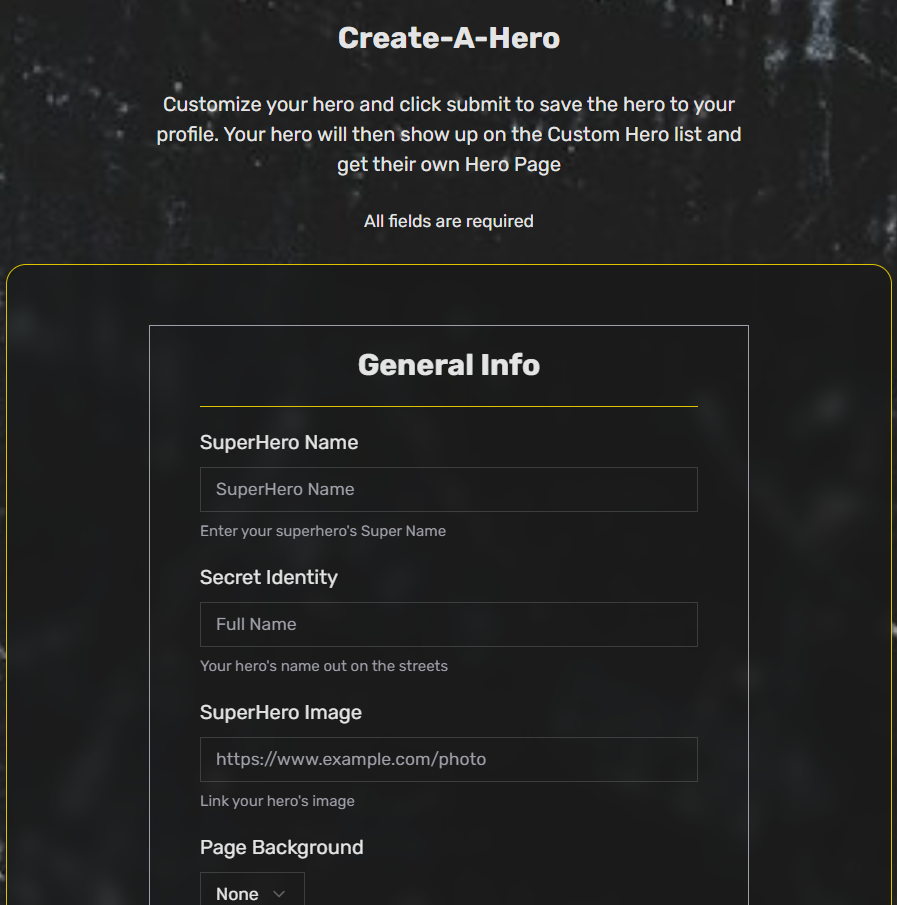 Create-A-Hero
Customize your hero and click submit to save the hero to your
profile. Your hero will then show up on the Custom Hero list and
get their own Hero Page
All fields are required
General Info
SuperHero Name
SuperHero Name
Enter your superhero's Super Name
Secret Identity
Full Name
Your hero's name out on the streets
SuperHero Image
https://www.example.com/photo
Link your hero's image
Page Background
None